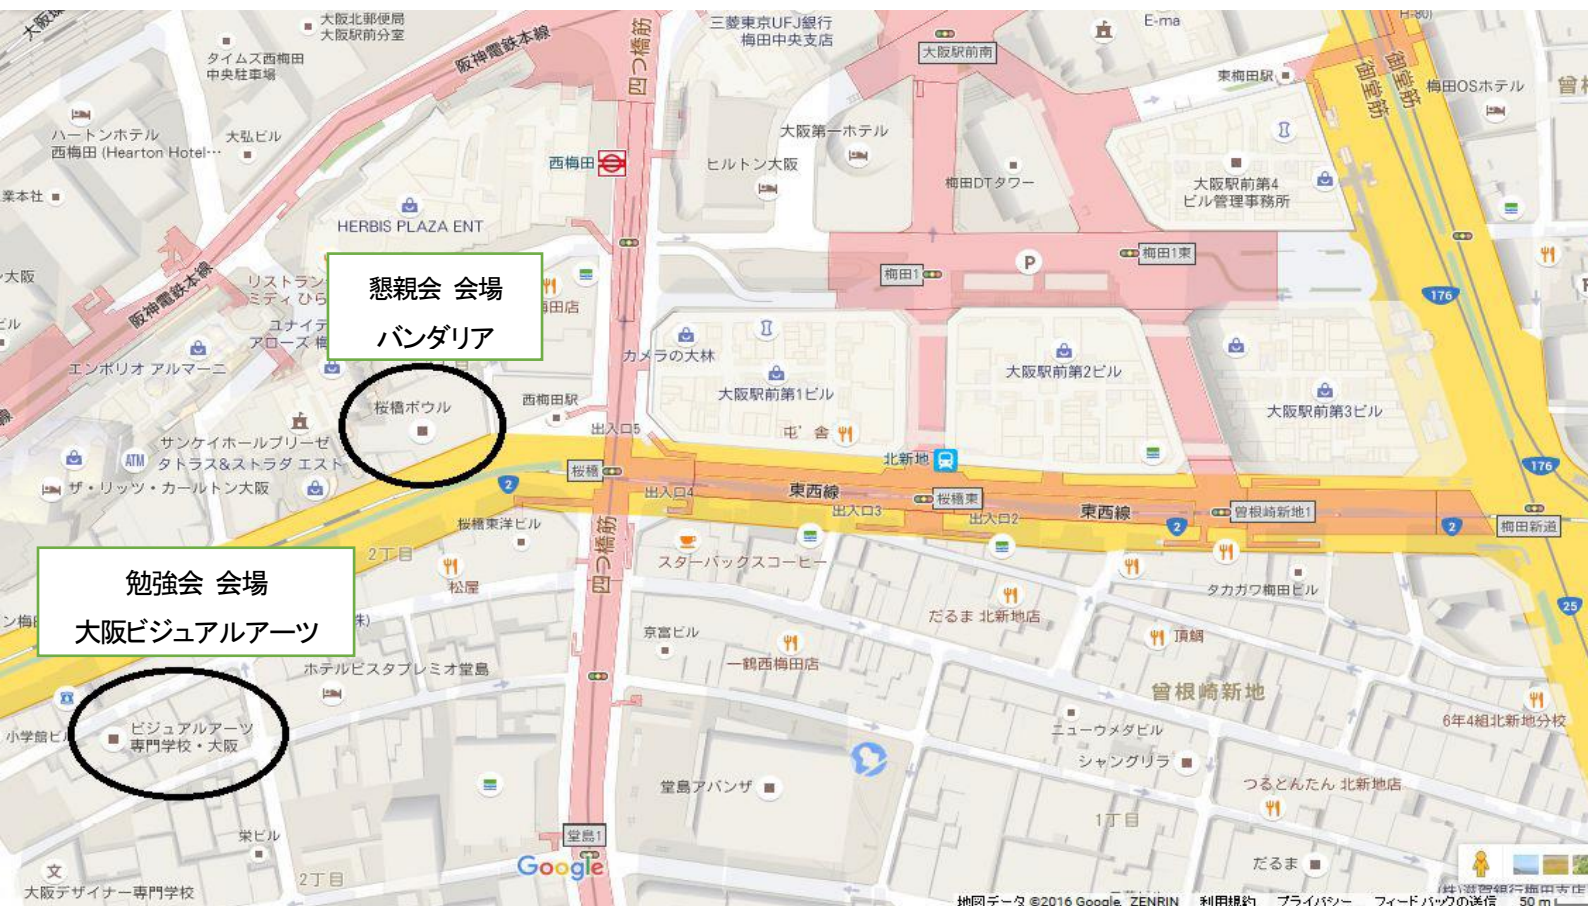 大阪北郵便局
大阪駅前分室
タイムズ西梅田
中央駐車場
阪神電鉄本線
四つ橋筋
三菱東京UFJ銀行
梅田中央支店
大阪駅前南
E-ma
東梅田駅
御堂筋
御堂筋
梅田OSホテル
ハートンホテル
西梅田 (Hearton Hotel…
大弘ビル
西梅田
大阪第一ホテル
ヒルトン大阪
梅田DTタワー
大阪駅前第4
ビル管理事務所
業本社
HERBIS PLAZA ENT
梅田1
梅田1東
P
176
阪神電鉄本線
懇親会 会場
バンダリア
カメラの大林
大阪駅前第1ビル
大阪駅前第2ビル
大阪駅前第3ビル
エンポリオ アルマーニ
桜橋ボウル
西梅田駅
出入口5
屯’舎
北新地
サンケイホールブリーゼ
ATM
タトラス&ストラダ エスト
ザ・リッツ・カールトン大阪
2
桜橋
出入口4
東西線
出入口3
桜橋東
出入口2
東西線
2
曽根崎新地1
2
梅田新道
176
桜橋東洋ビル
2丁目
四つ橋筋
松屋
スターバックスコーヒー
だるま 北新地店
タカガワ梅田ビル
25
勉強会 会場
大阪ビジュアルアーツ
京富ビル
一鶴西梅田店
頂鯛
曽根崎新地
ホテルビスタプレミオ堂島
小学館ビ
ビジュアルアーツ
専門学校・大阪
ニューウメダビル
シャングリラ
6年4組北新地分校
堂島アバンザ
つるとんたん 北新地店
1丁目
栄ビル
堂島1
2丁目
大阪デザイナー専門学校
だるま
Google
地図データ ©2016 Google, ZENRIN
利用規約
プライバシー
フィードバックの送信
50 m